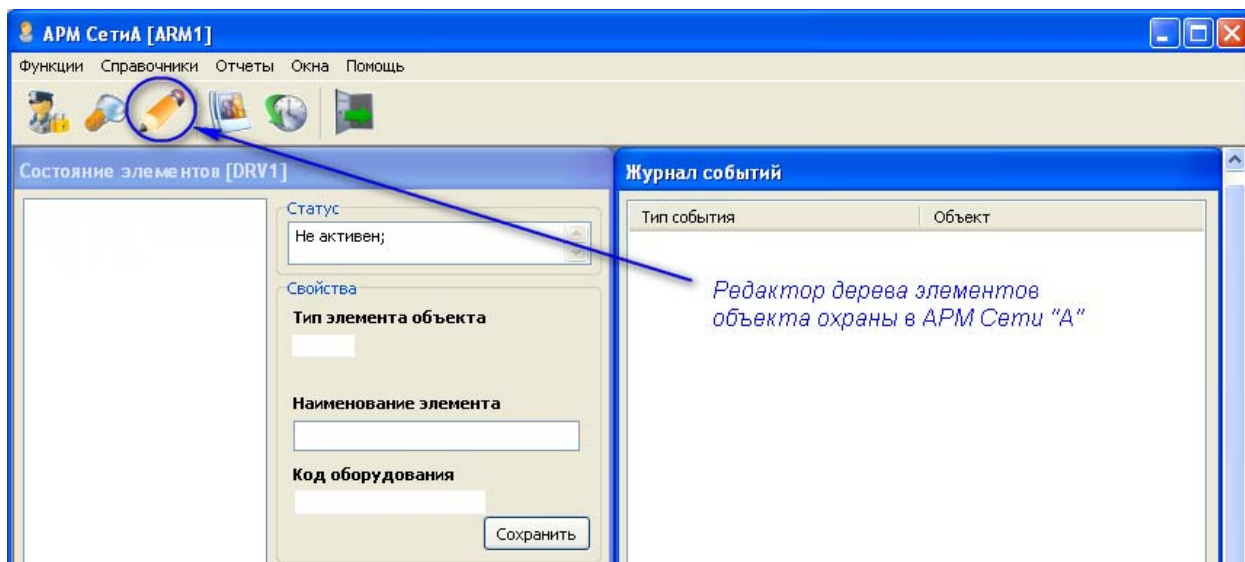 АРМ СетиА [ARM1]
Функции Справочники Отчеты Окна Помощь
Состояние элементов [DRV1]
Статус
Не активен;
Свойства
Тип элемента объекта
Наименование элемента
Код оборудования
Сохранить
Журнал событий
Тип события Объект
Редактор дерева элементов
объекта охраны в АРМ Сети "А"